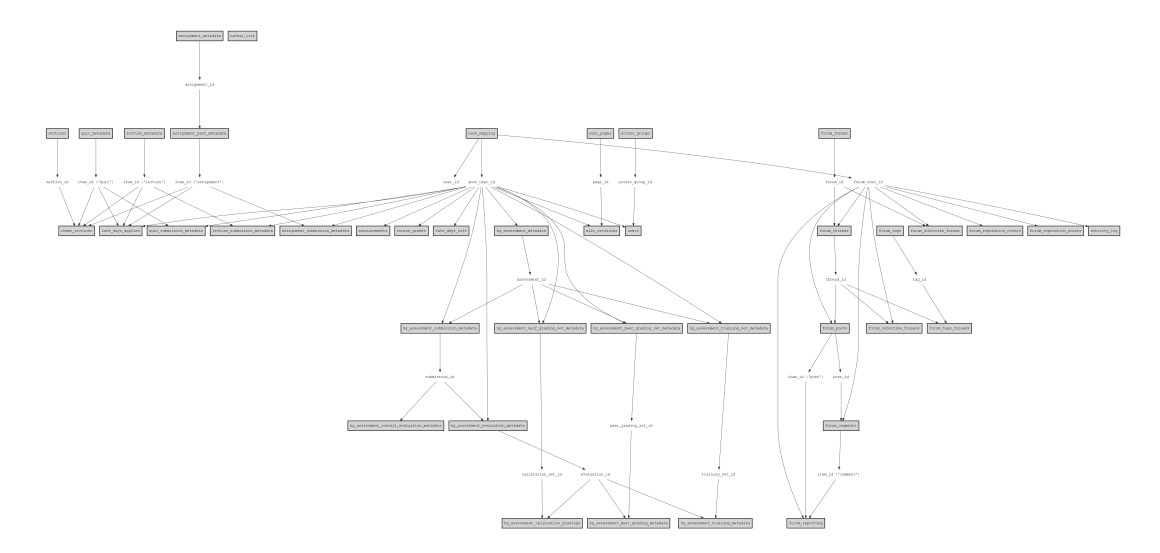 assignment_metadata
navbar_list
assignment_id
sections
quiz_metadata
lecture_metadata
assignment_part_metadata
hash_mapping
wiki_pages
access_groups
forum_forums
section_id
item_id ("quiz")
item_id ("lecture")
item_id ("assignment")
user_id
anon_user_id
page_id
access_group_id
forum_id
forum_user_id
items_sections
late_days_applied
quiz_submission_metadata
lecture_submission_metadata
assignment_submission_metadata
announcements
course_grades
late_days_left
hg_assessment_metadata
wiki_revisions
users
forum_threads
forum_tags
forum_subscribe_forums
forum_reputation_record
forum_reputation_points
activity_log
assessment_id
thread_id
tag_id
hg_assessment_submission_metadata
hg_assessment_self_grading_set_metadata
hg_assessment_peer_grading_set_metadata
hg_assessment_training_set_metadata
forum_posts
forum_subscribe_threads
forum_tags_threads
submission_id
item_id ("post")
post_id
hg_assessment_overall_evaluation_metadata
hg_assessment_evaluation_metadata
peer_grading_set_id
forum_comments
calibration_set_id
evaluation_id
training_set_id
item_id ("comment")
hg_assessment_calibration_gradings
hg_assessment_peer_grading_metadata
hg_assessment_training_metadata
forum_reporting